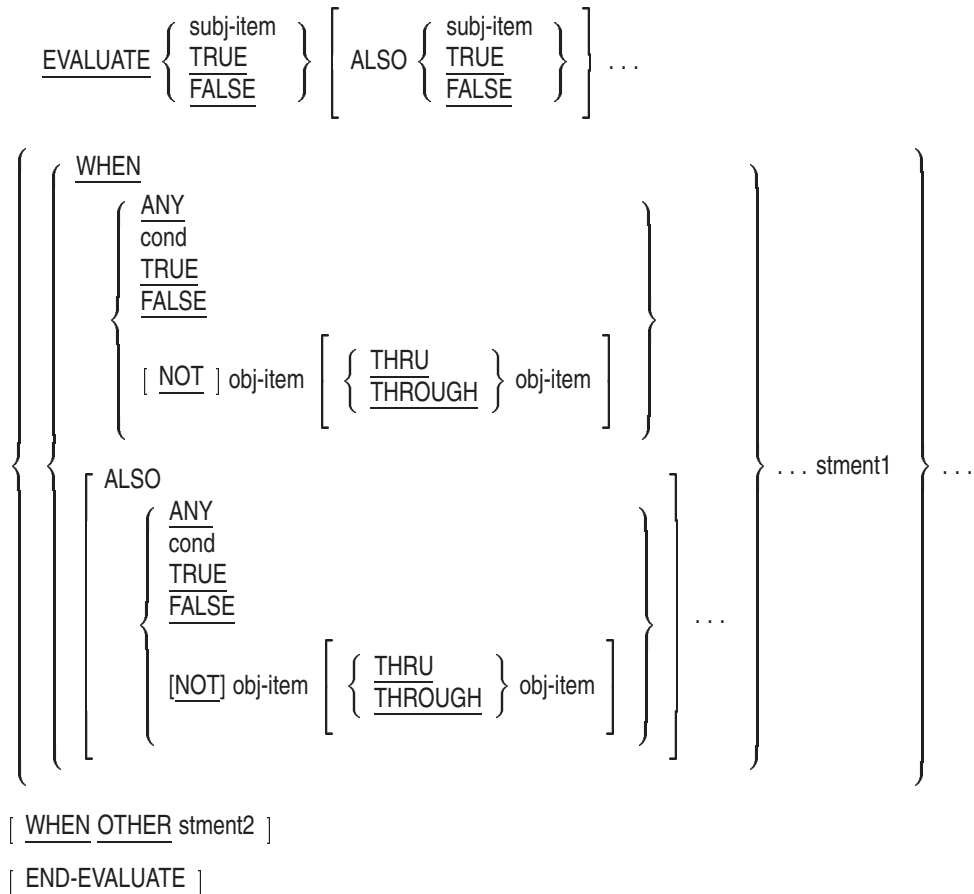 subj-item subj-item
EVALUATE TRUE [ ALSO TRUE ] . . .
FALSE FALSE
WHEN
ANY
cond
TRUE
FALSE
[ NOT ] obj-item [ { THRU
THROUGH } obj-item ]
. . . stment1 . . .
ALSO
ANY
cond
TRUE
FALSE
. . .
[NOT] obj-item [ { THRU
THROUGH } obj-item ]
[ WHEN OTHER stment2 ]
[ END-EVALUATE ]